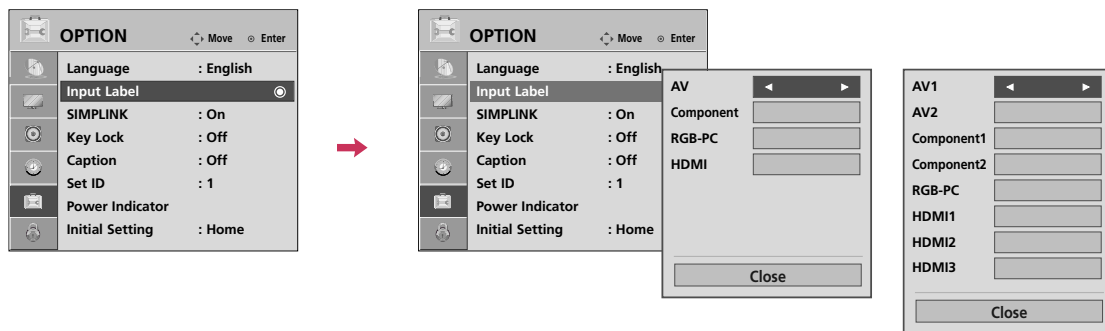 OPTION Move Enter
Language : English
Input Label
SIMPLINK : On
Key Lock : Off
Caption : Off
Set ID : 1
Power Indicator
Initial Setting : Home
OPTION Move Enter
Language : English
Input Label
SIMPLINK : On
Key Lock : Off
Caption : Off
Set ID : 1
Power Indicator
Initial Setting : Home
AV
Component
RGB-PC
HDMI
Close
AV1
AV2
Component1
Component2
RGB-PC
HDMI1
HDMI2
HDMI3
Close